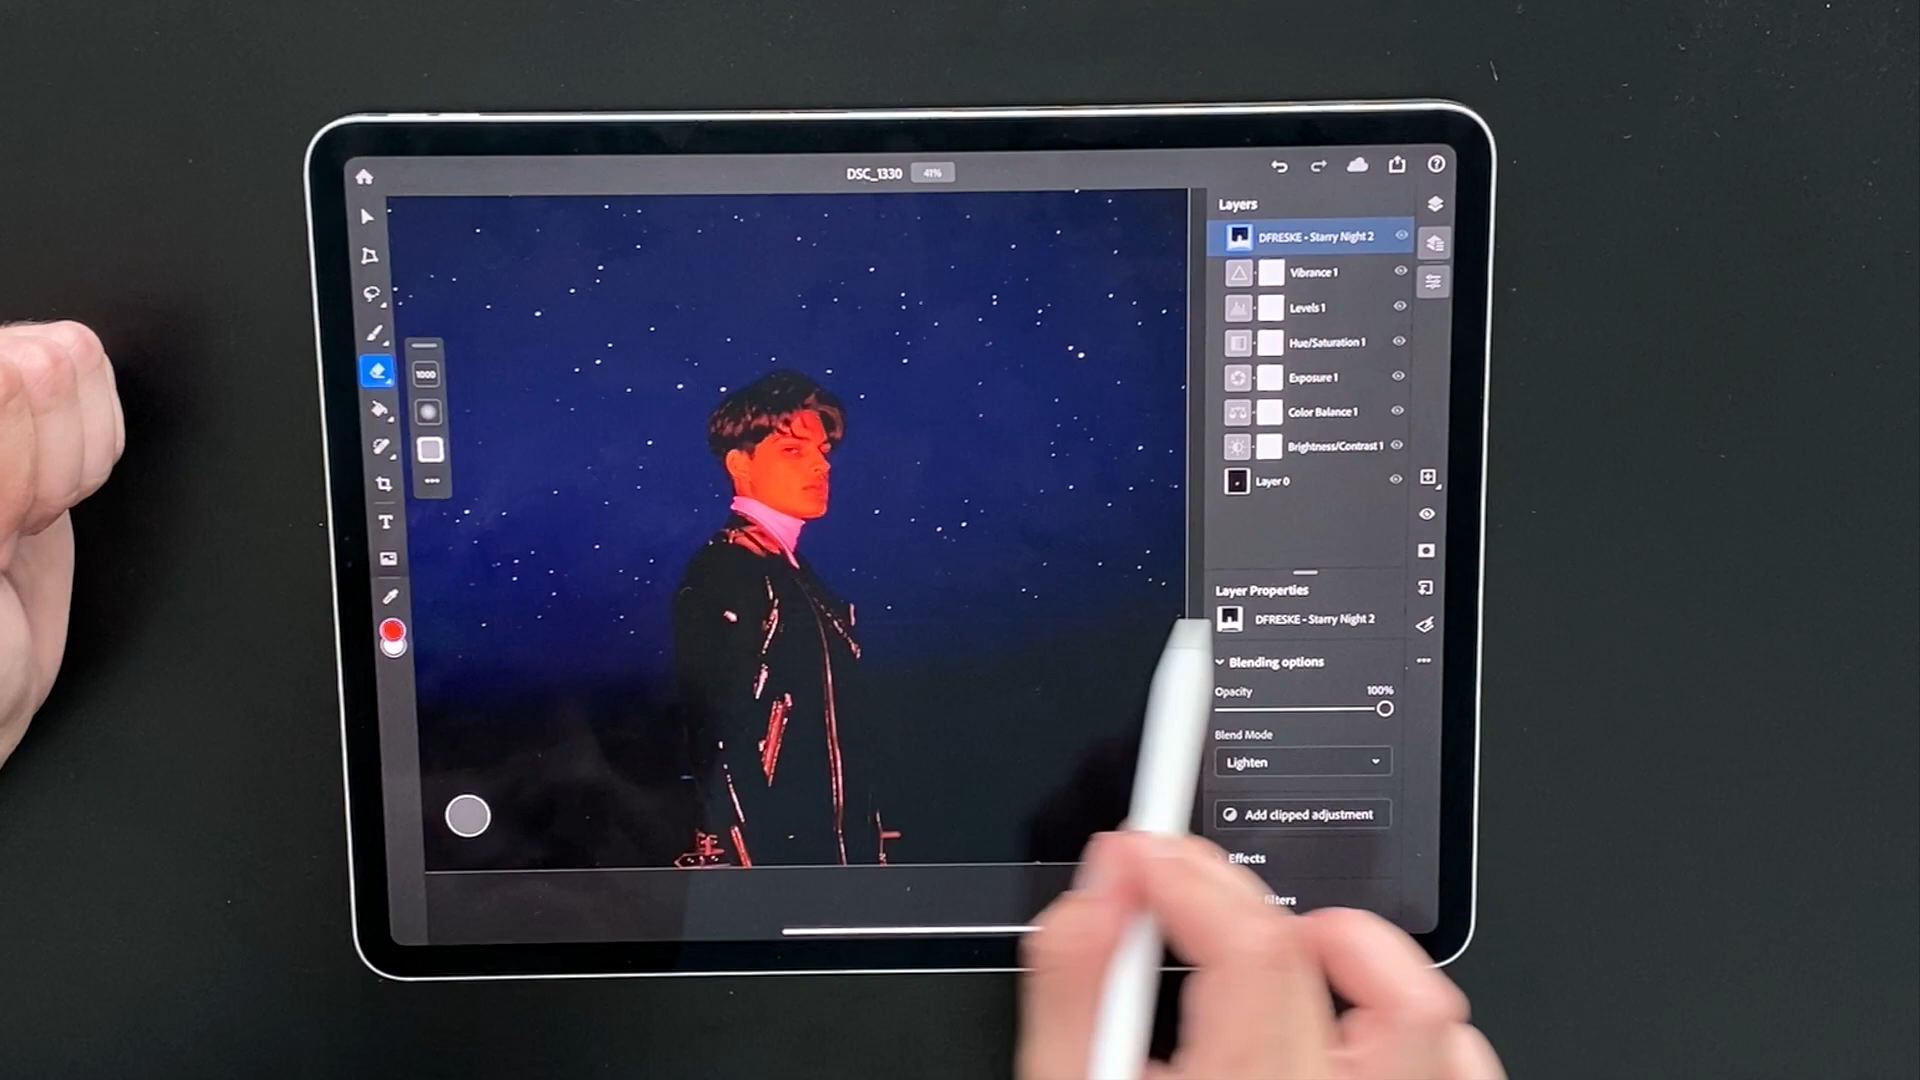 DSC_1330 41%
Layers
DFRESKE - Starry Night 2
Vibrance 1
Levels 1
Hue/Saturation 1
Exposure 1
Color Balance 1
Brightness/Contrast 1
Layer 0
1000
T
Layer Properties
DFRESKE - Starry Night 2
Blending options
Opacity 100%
Blend Mode
Lighten
Add clipped adjustment
Effects
filters